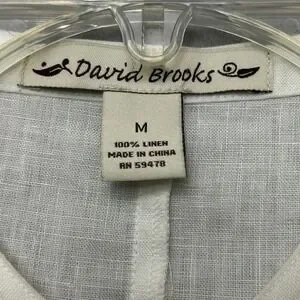 David Brooks
M
100% LINEN
MADE IN CHINA
RN 59478